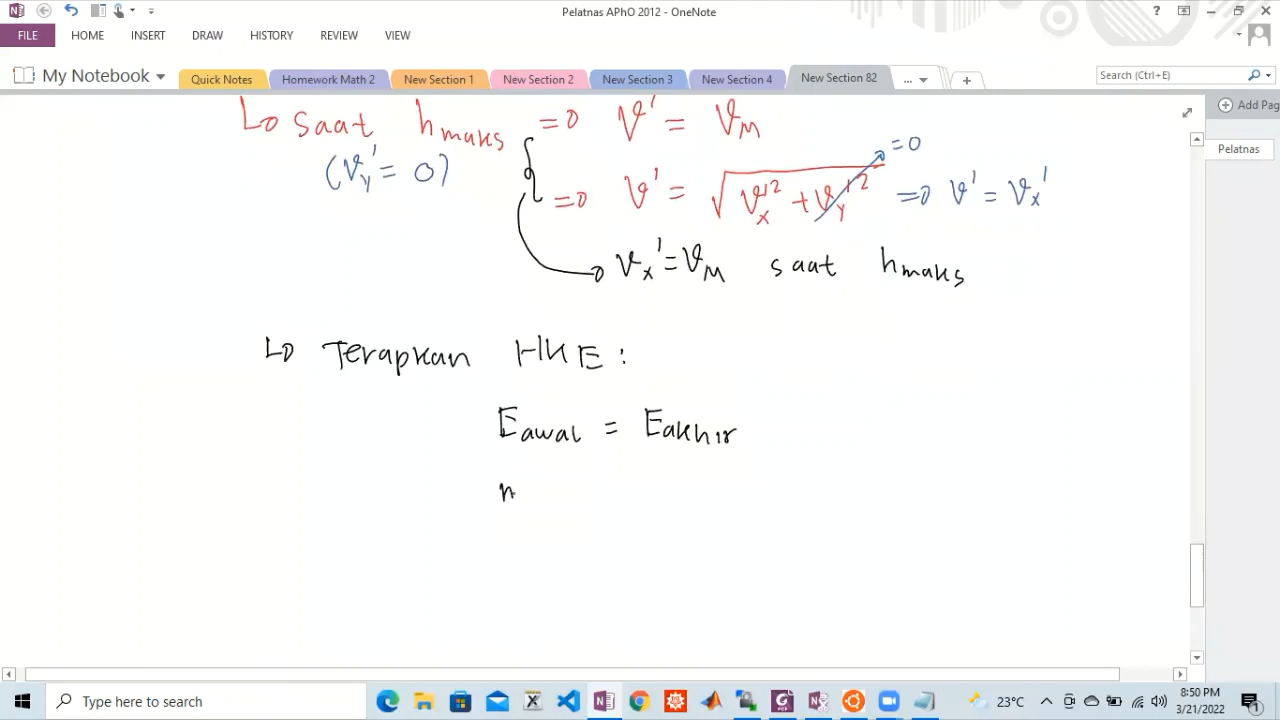 Pelatnas APhO 2012 - OneNote
FILE HOME INSERT DRAW HISTORY REVIEW VIEW
My Notebook Quick Notes Homework Math 2 New Section 1 New Section 2 New Section 3 New Section 4 New Section 82 ... + Search (Ctrl+E)
Add Pag
Pelatnas
saat hmaks => v' = vM
(vy' = 0)
=> v' = √(vx'² + vy'²) => v' = vx'
=0
vx' = vM saat hmaks
Terapkan HKE :
Eawal = Eakhir
Type here to search
23°C
8:50 PM
3/21/2022